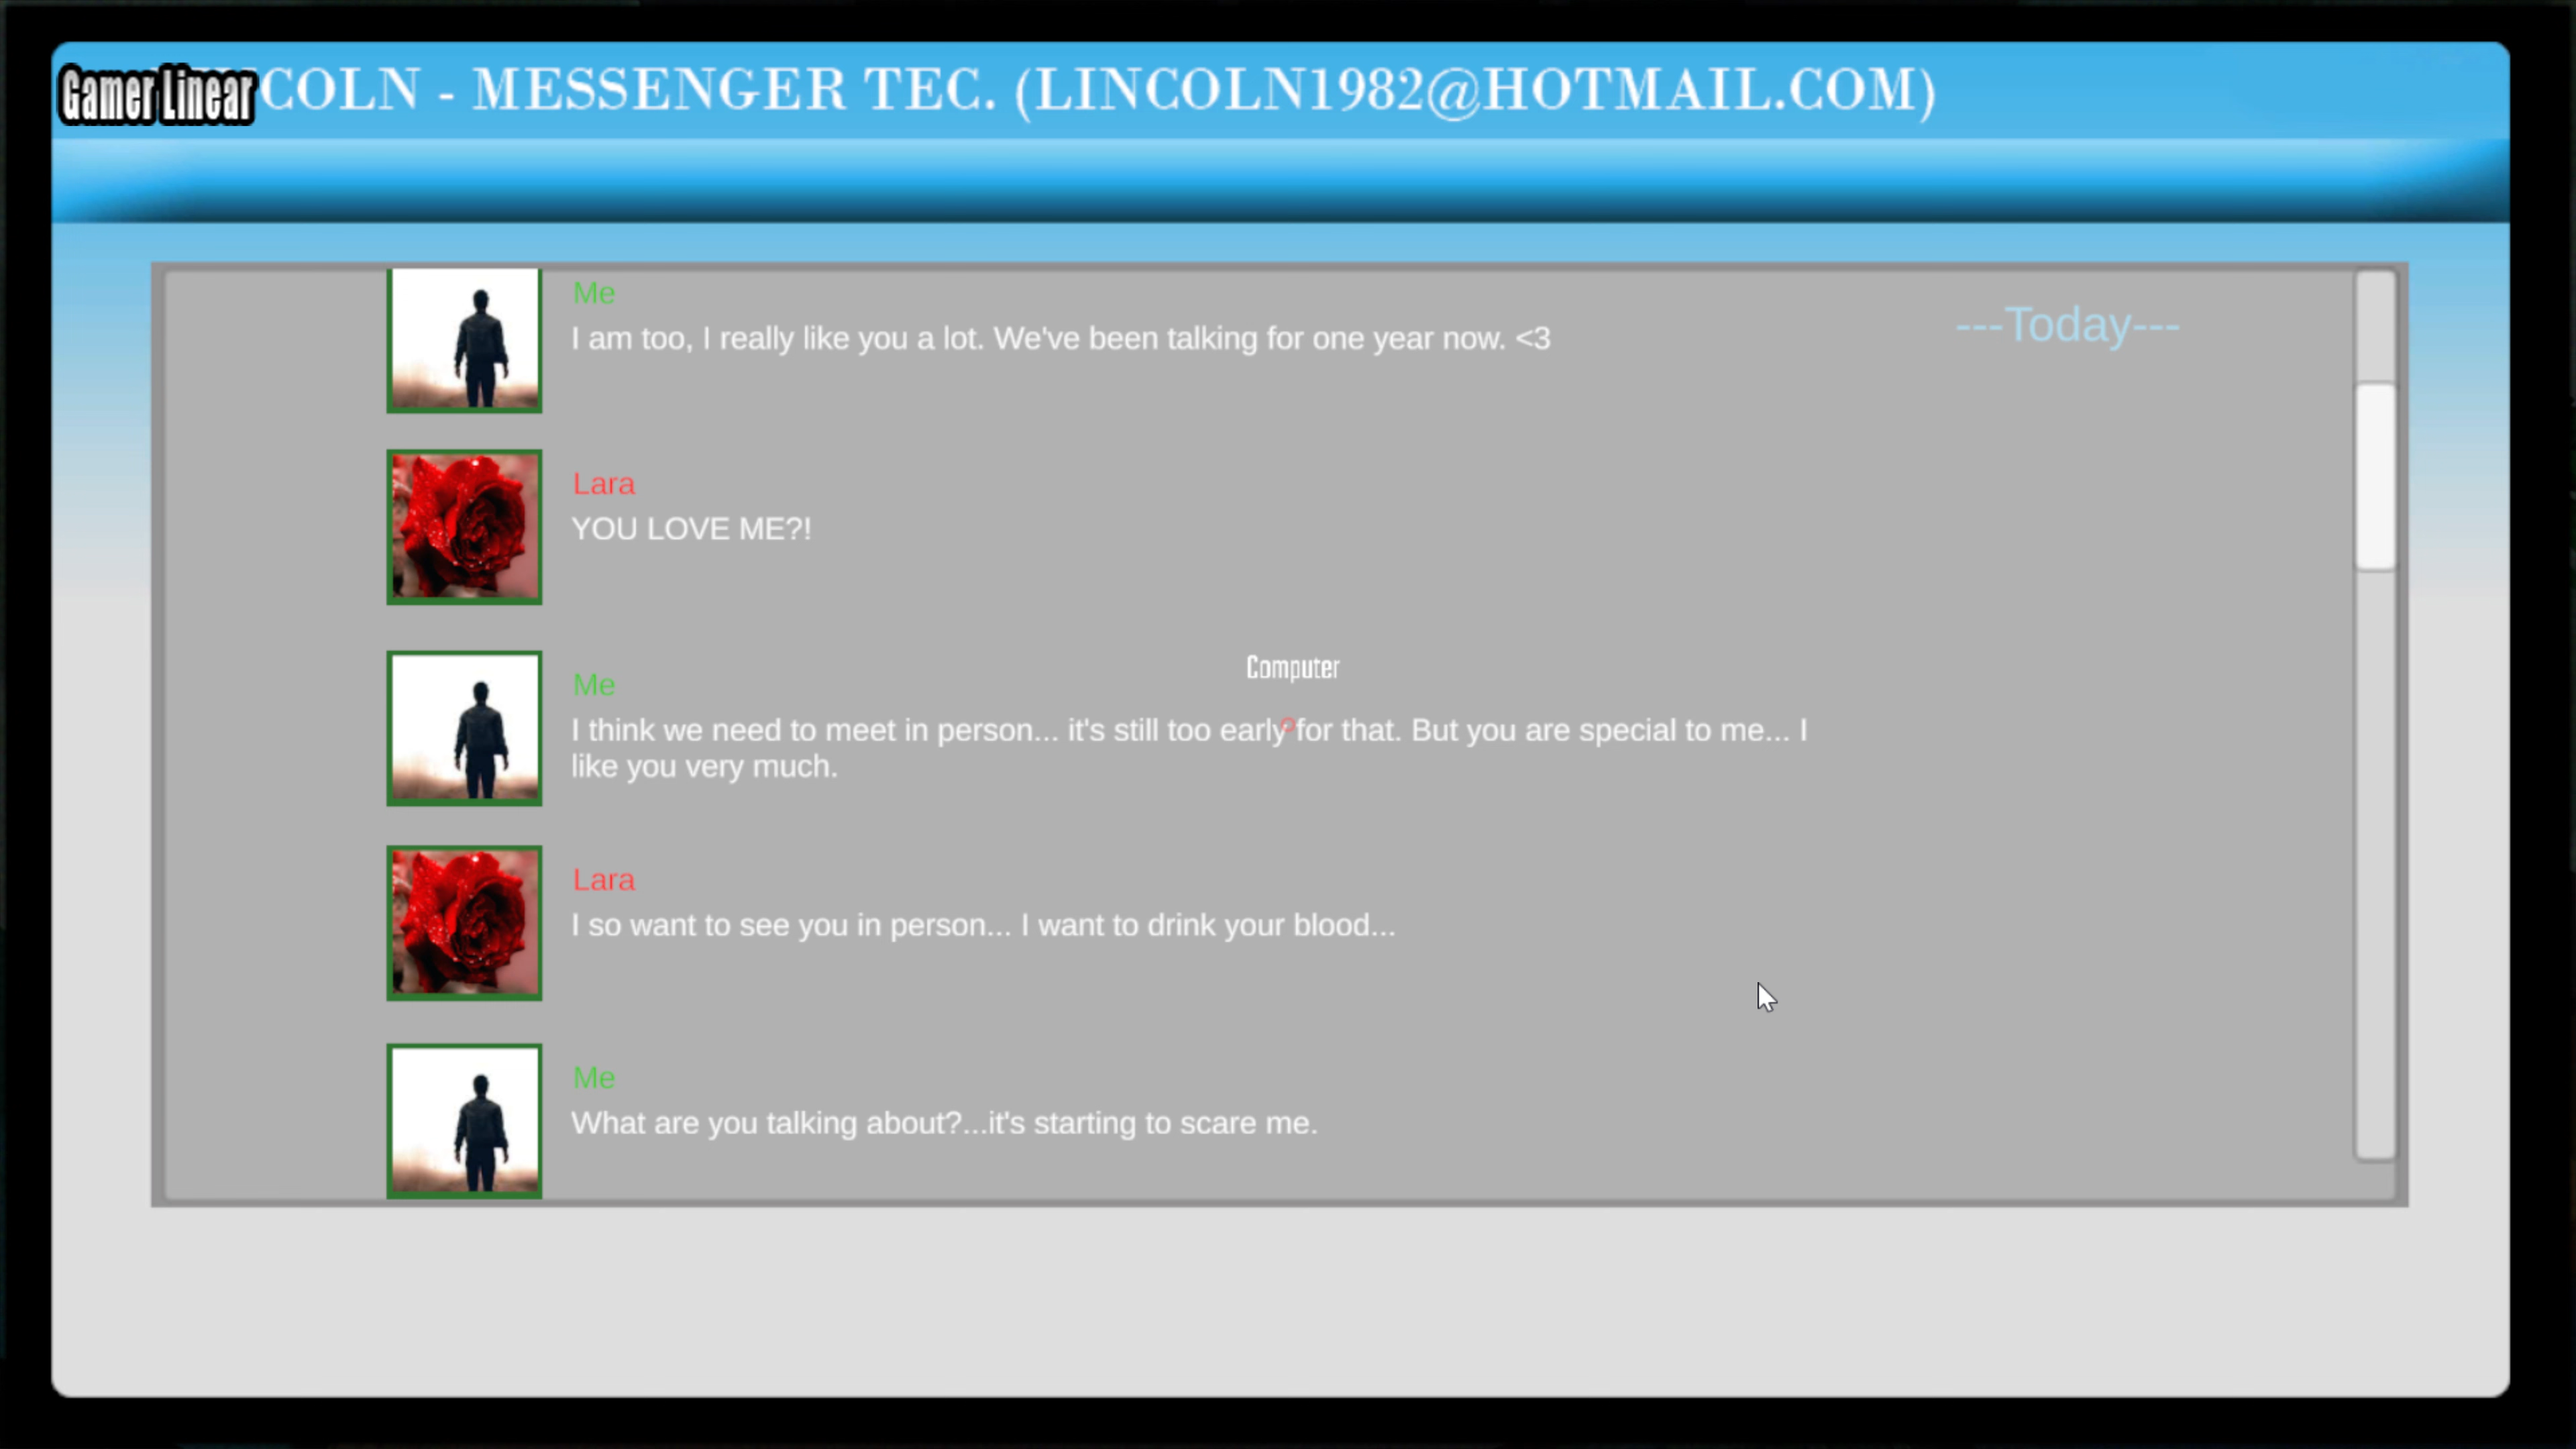 Gamer Linear
COLN - MESSENGER TEC. (LINCOLN1982@HOTMAIL.COM)
Me
I am too, I really like you a lot. We've been talking for one year now. <3
---Today---
Lara
YOU LOVE ME?!
Computer
Me
I think we need to meet in person... it's still too early for that. But you are special to me... I
like you very much.
Lara
I so want to see you in person... I want to drink your blood...
Me
What are you talking about?...it's starting to scare me.